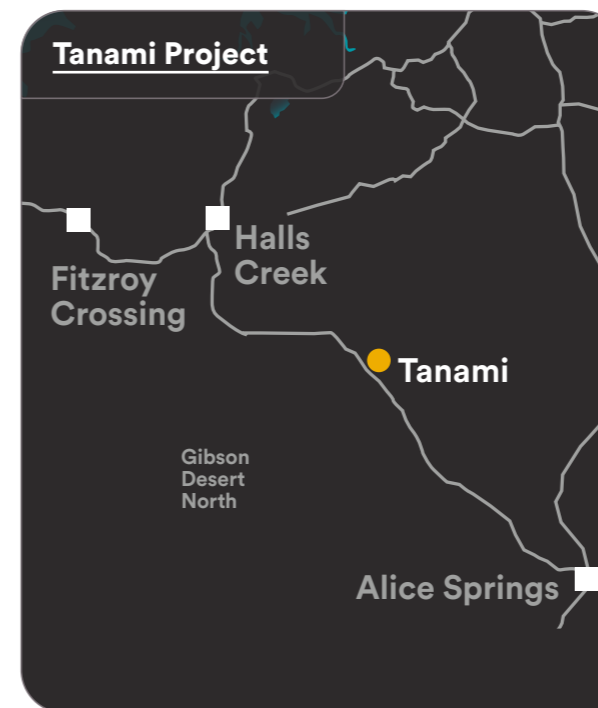 Tanami Project
Halls
Creek
Fitzroy
Crossing
Tanami
Gibson
Desert
North
Alice Springs